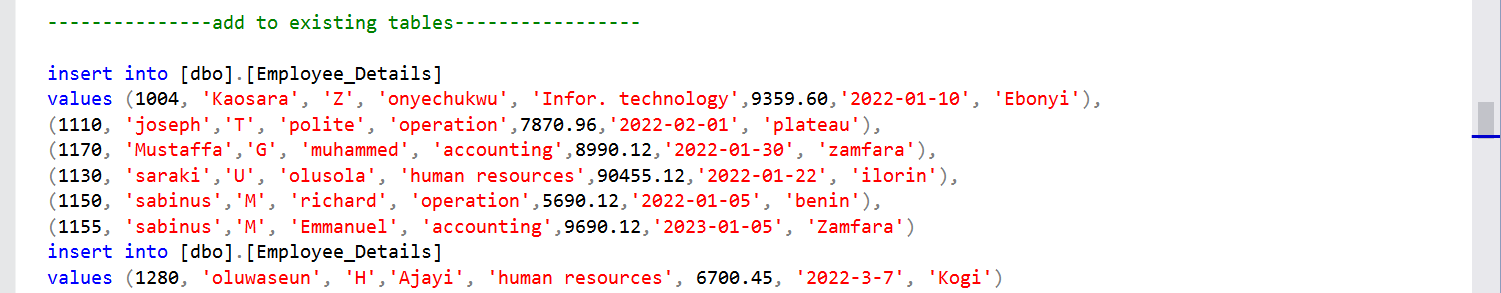 ---------------add to existing tables-----------------
insert into [dbo].[Employee_Details]
values (1004, 'Kaosara', 'Z', 'onyechukwu', 'Infor. technology',9359.60,'2022-01-10', 'Ebonyi'),
(1110, 'joseph','T', 'polite', 'operation',7870.96,'2022-02-01', 'plateau'),
(1170, 'Mustaffa','G', 'muhammed', 'accounting',8990.12,'2022-01-30', 'zamfara'),
(1130, 'saraki','U', 'olusola', 'human resources',90455.12,'2022-01-22', 'ilorin'),
(1150, 'sabinus','M', 'richard', 'operation',5690.12,'2022-01-05', 'benin'),
(1155, 'sabinus','M', 'Emmanuel', 'accounting',9690.12,'2023-01-05', 'Zamfara')
insert into [dbo].[Employee_Details]
values (1280, 'oluwaseun', 'H','Ajayi', 'human resources', 6700.45, '2022-3-7', 'Kogi')